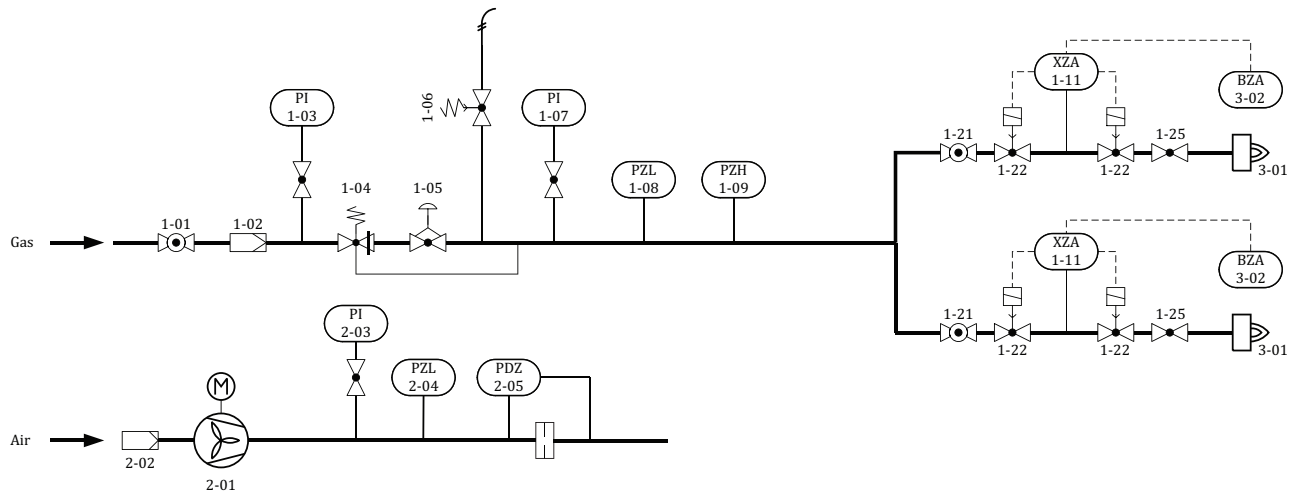 XZA
1-11
BZA
3-02
PI
1-03
1-06
PI
1-07
1-21
1-25
1-22
1-22
3-01
PZL
1-08
PZH
1-09
1-04
1-05
1-01
1-02
Gas
XZA
1-11
BZA
3-02
1-21
1-25
1-22
1-22
3-01
PI
2-03
PZL
2-04
PDZ
2-05
M
Air
2-02
2-01